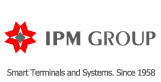 IPM GROUP
Smart Terminals and Systems. Since 1958